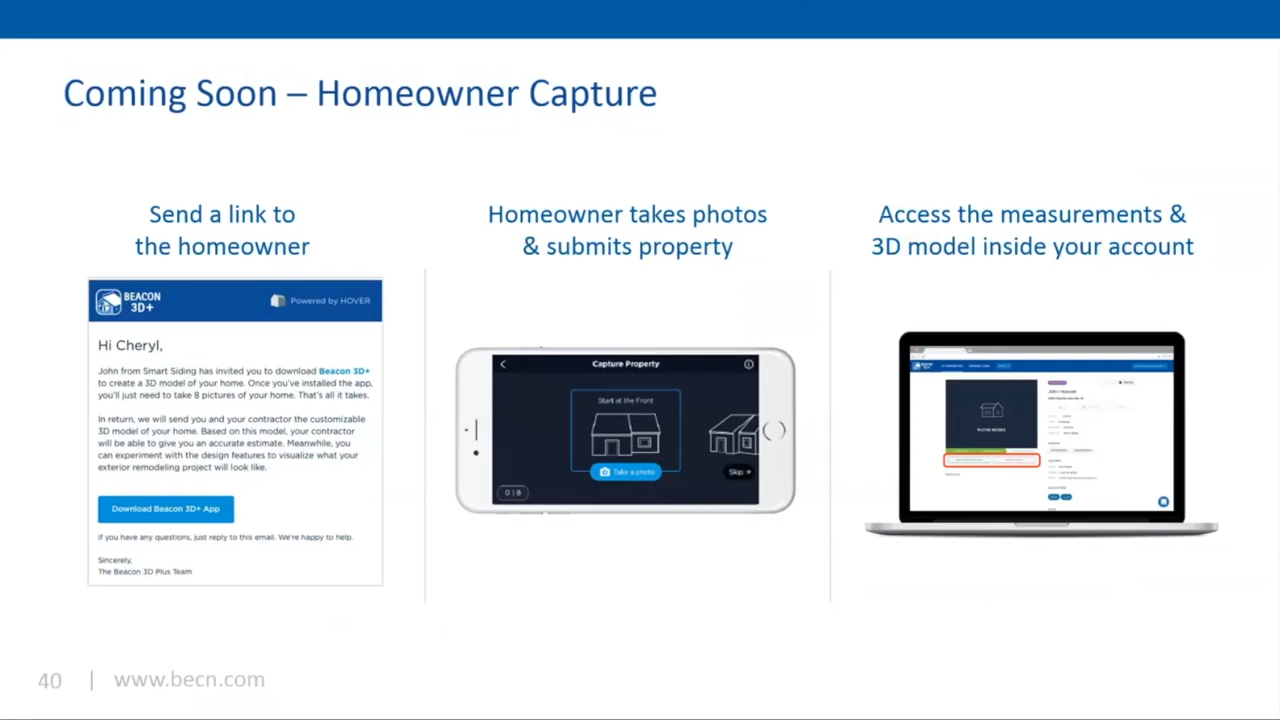 Coming Soon – Homeowner Capture
Send a link to
the homeowner
BEACON
3D+
Powered by HOVER
Hi Cheryl,
John from Smart Siding has invited you to download Beacon 3D+
to create a 3D model of your home. Once you've installed the app,
you'll just need to take 8 pictures of your home. That's all it takes.
In return, we will send you and your contractor the customizable
3D model of your home. Based on this model, your contractor
will be able to give you an accurate estimate. Meanwhile, you
can experiment with the design features to visualize what your
exterior remodeling project will look like.
Download Beacon 3D+ App
If you have any questions, just reply to this email. We're happy to help.
Sincerely,
The Beacon 3D Plus Team
Homeowner takes photos
& submits property
Capture Property
Start at the Front
Take a photo
Skip
0 | 8
Access the measurements &
3D model inside your account
40 | www.becn.com